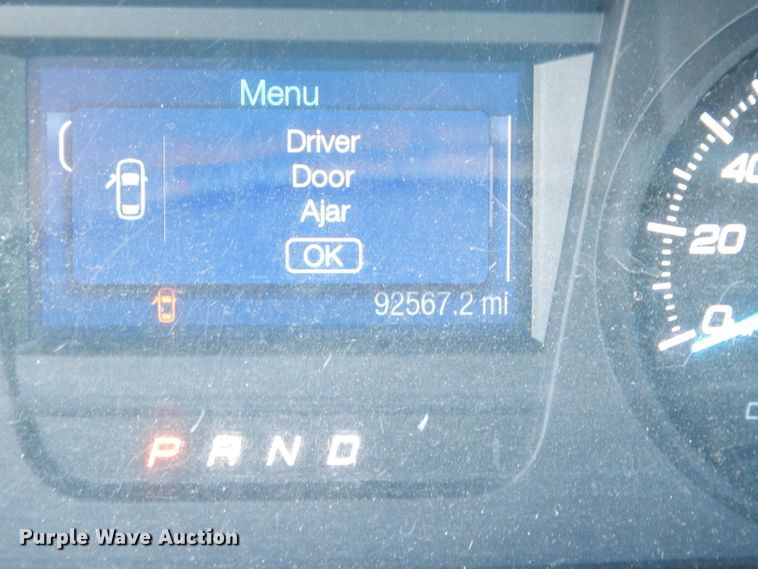 Menu
Driver
Door
Ajar
OK
92567.2 mi
P R N D
40
20
0
Purple Wave Auction